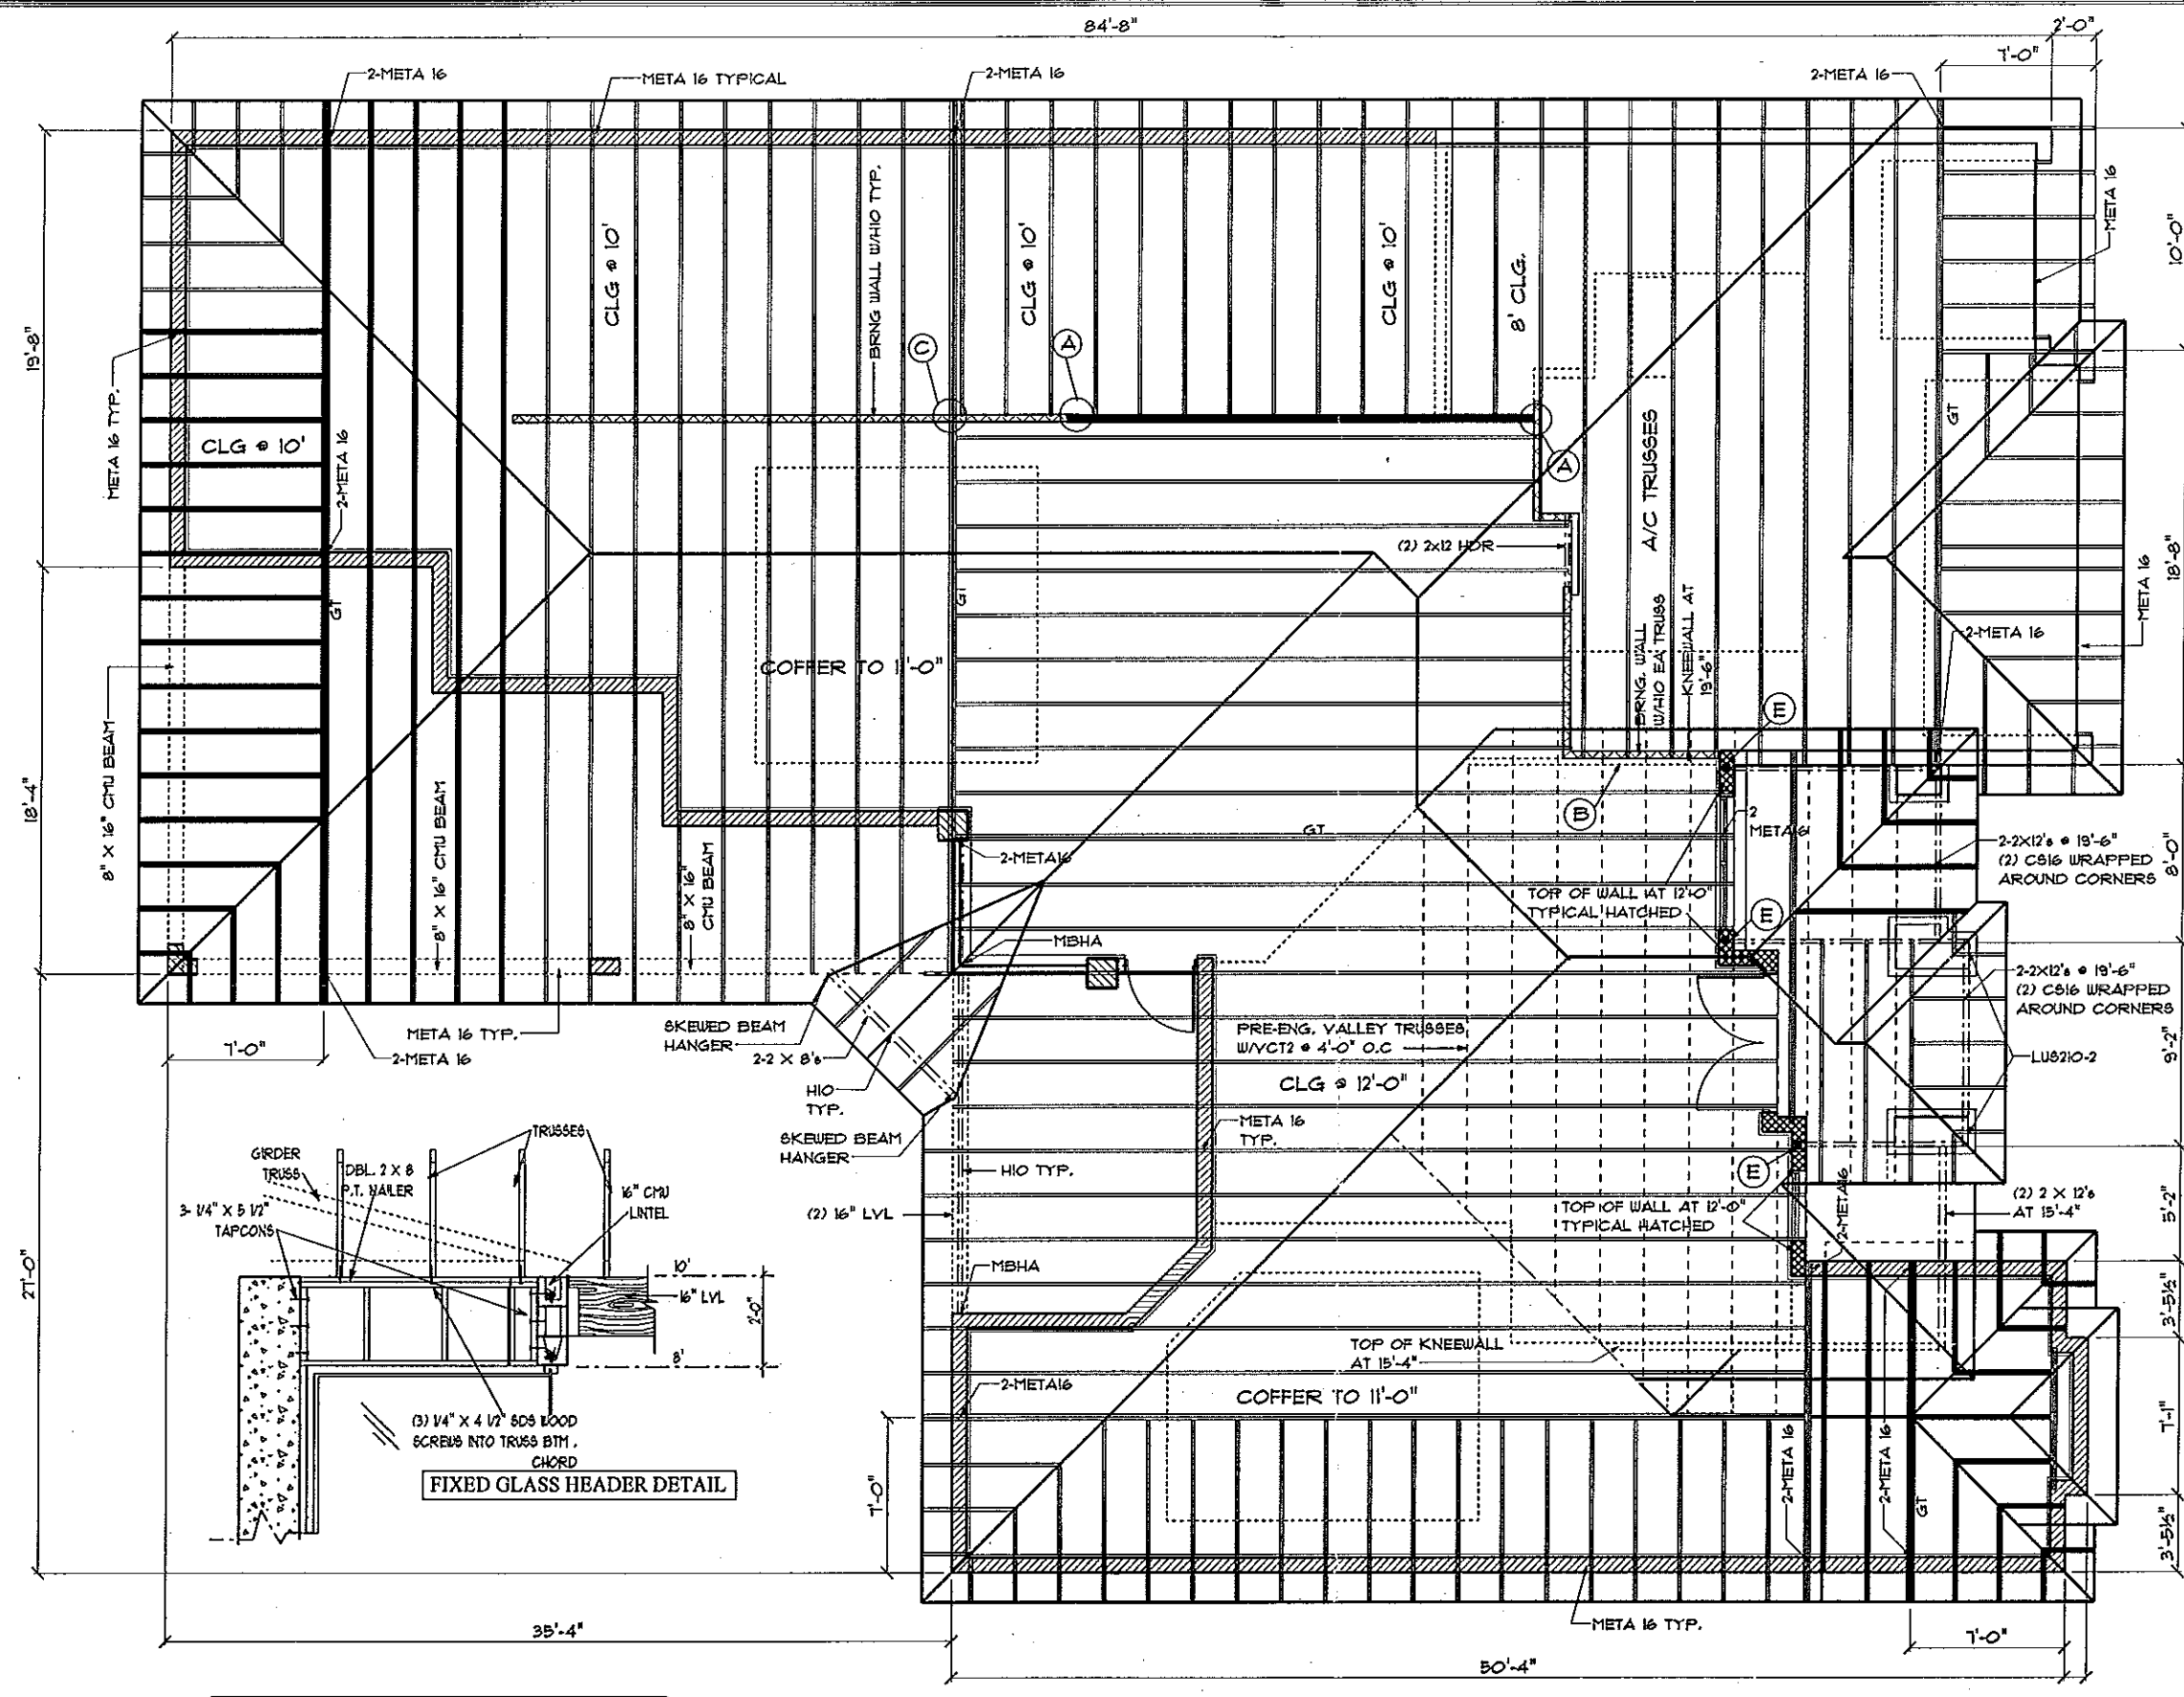 84'-8"
2'-0"
7'-0"
2-META 16
META 16 TYPICAL
2-META 16
2-META 16
META 16
10'-0"
19'-8"
CLG @ 10'
BRNG WALL W/H10 TYP.
CLG @ 10'
CLG @ 10'
8' CLG.
C
A
A
META 16 TYP.
CLG @ 10'
2-META 16
GT
A/C TRUSSES
(2) 2x12 HDR
GT
GT
18'-8"
META 16
2-META 16
BRNG. WALL
W/H10 EA TRUSS
KNEEWALL AT
19'-6"
COFFER TO 11'-0"
E
B
2
META16
GT
18'-4"
8" X 16" CMU BEAM
8" X 16" CMU BEAM
8" X 16"
CMU BEAM
2-META16
TOP OF WALL AT 12'-0"
TYPICAL HATCHED
E
2-2X12's @ 19'-6"
(2) CS16 WRAPPED
AROUND CORNERS
8'-0"
MBHA
2-2X12's @ 19'-6"
(2) CS16 WRAPPED
AROUND CORNERS
9'-2"
LUS210-2
META 16 TYP.
2-META 16
7'-0"
SKEWED BEAM
HANGER
2-2 X 8's
H10
TYP.
PRE-ENG. VALLEY TRUSSES
W/VCT2 @ 4'-0" O.C
CLG @ 12'-0"
META 16
TYP.
SKEWED BEAM
HANGER
H10 TYP.
E
2-META16
(2) 2 X 12's
AT 15'-4"
5'-2"
(2) 16" LVL
TOP OF WALL AT 12'-0"
TYPICAL HATCHED
MBHA
3'-5½"
27'-0"
GIRDER
TRUSS
TRUSSES
DBL. 2 X 8
P.T. NAILER
3- 1/4" X 5 1/2"
TAPCONS
16" CMU
LINTEL
10'
16" LVL
2'-0"
8'
(3) 1/4" X 4 1/2" SDS WOOD
SCREWS INTO TRUSS BTM.
CHORD
FIXED GLASS HEADER DETAIL
TOP OF KNEEWALL
AT 15'-4"
2-META16
COFFER TO 11'-0"
7'-1"
7'-0"
2-META 16
2-META 16
GT
3'-5½"
META 16 TYP.
35'-4"
7'-0"
50'-4"